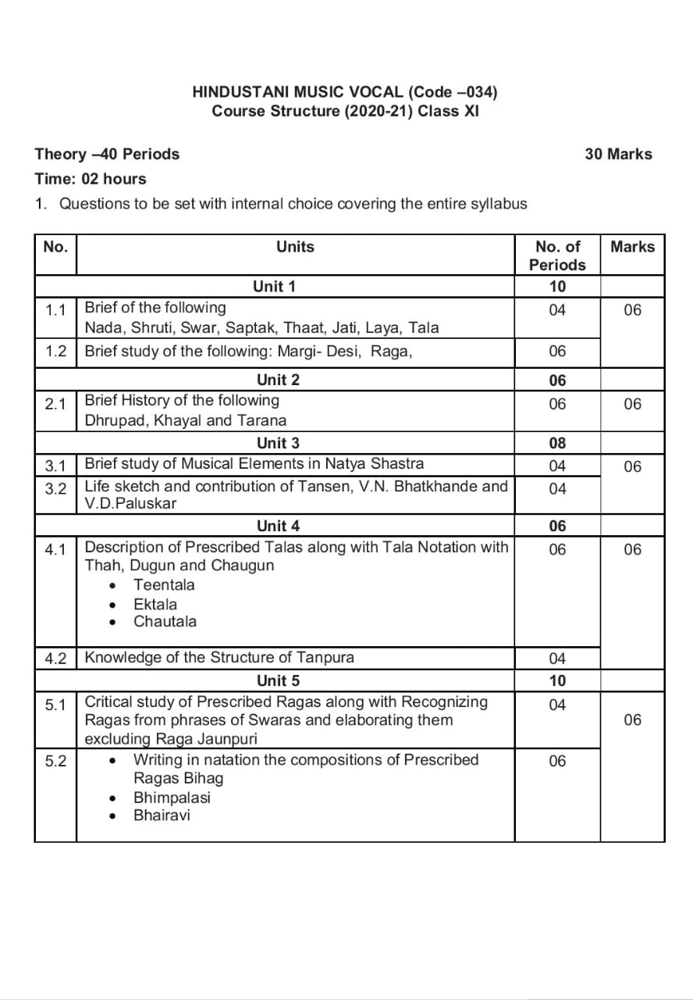 HINDUSTANI MUSIC VOCAL (Code –034)
Course Structure (2020-21) Class XI
Theory –40 Periods 30 Marks
Time: 02 hours
1. Questions to be set with internal choice covering the entire syllabus
No. Units No. of Periods Marks
Unit 1 10
1.1 Brief of the following 04 06
Nada, Shruti, Swar, Saptak, Thaat, Jati, Laya, Tala
1.2 Brief study of the following: Margi- Desi, Raga, 06
Unit 2 06
2.1 Brief History of the following 06 06
Dhrupad, Khayal and Tarana
Unit 3 08
3.1 Brief study of Musical Elements in Natya Shastra 04 06
3.2 Life sketch and contribution of Tansen, V.N. Bhatkhande and 04
V.D.Paluskar
Unit 4 06
4.1 Description of Prescribed Talas along with Tala Notation with 06 06
Thah, Dugun and Chaugun
• Teentala
• Ektala
• Chautala
4.2 Knowledge of the Structure of Tanpura 04
Unit 5 10
5.1 Critical study of Prescribed Ragas along with Recognizing 04
Ragas from phrases of Swaras and elaborating them 06
excluding Raga Jaunpuri
5.2 • Writing in natation the compositions of Prescribed 06
Ragas Bihag
• Bhimpalasi
• Bhairavi